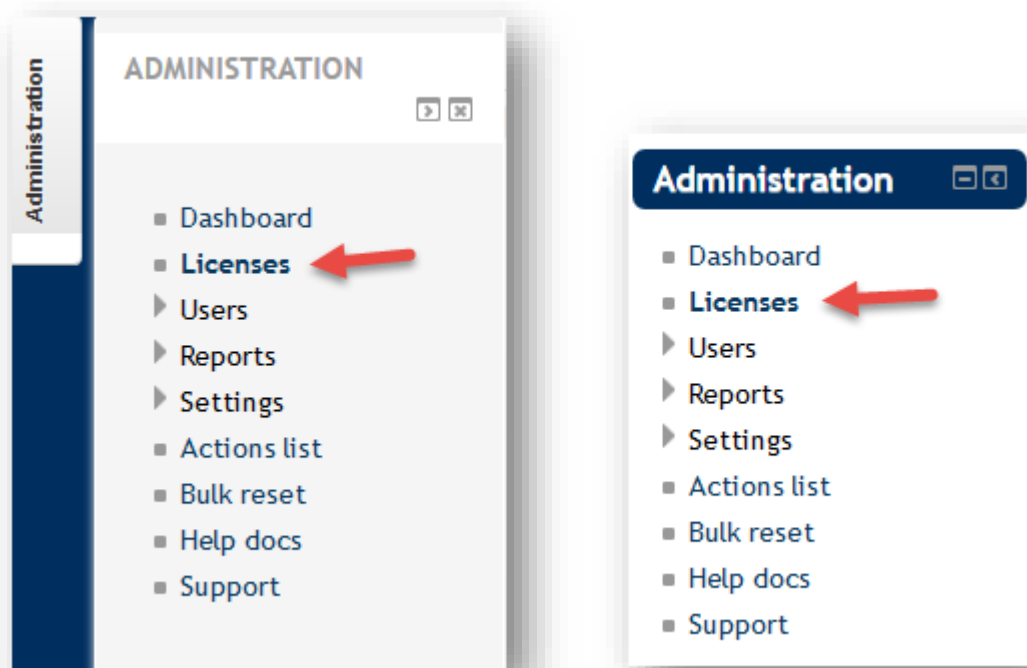 Administration
ADMINISTRATION
Dashboard
Licenses
Users
Reports
Settings
Actions list
Bulk reset
Help docs
Support
Administration
Dashboard
Licenses
Users
Reports
Settings
Actions list
Bulk reset
Help docs
Support